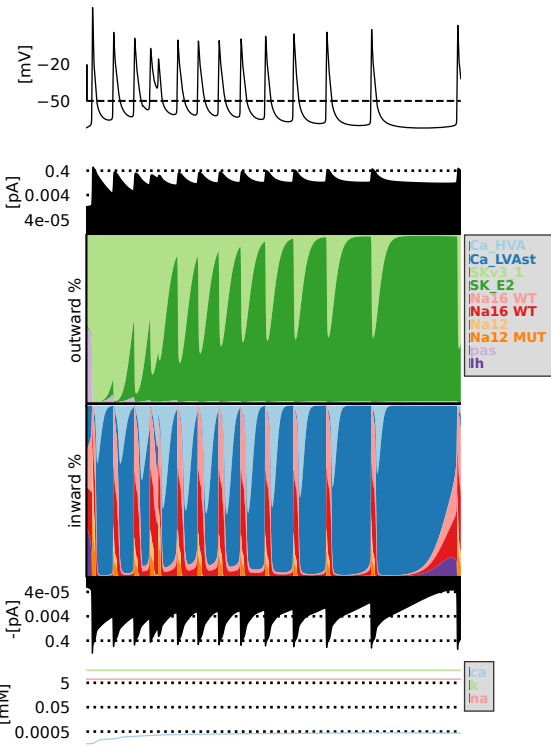 [mV]
−20
−50
[pA]
0.4
0.004
4e-05
outward %
Ca_HVA
Ca_LVAst
SKv3_1
SK_E2
Na16 WT
Na16 WT
Na12
Na12 MUT
pas
Ih
inward %
-[pA]
4e-05
0.004
0.4
[mM]
5
0.05
0.0005
ca
k
na